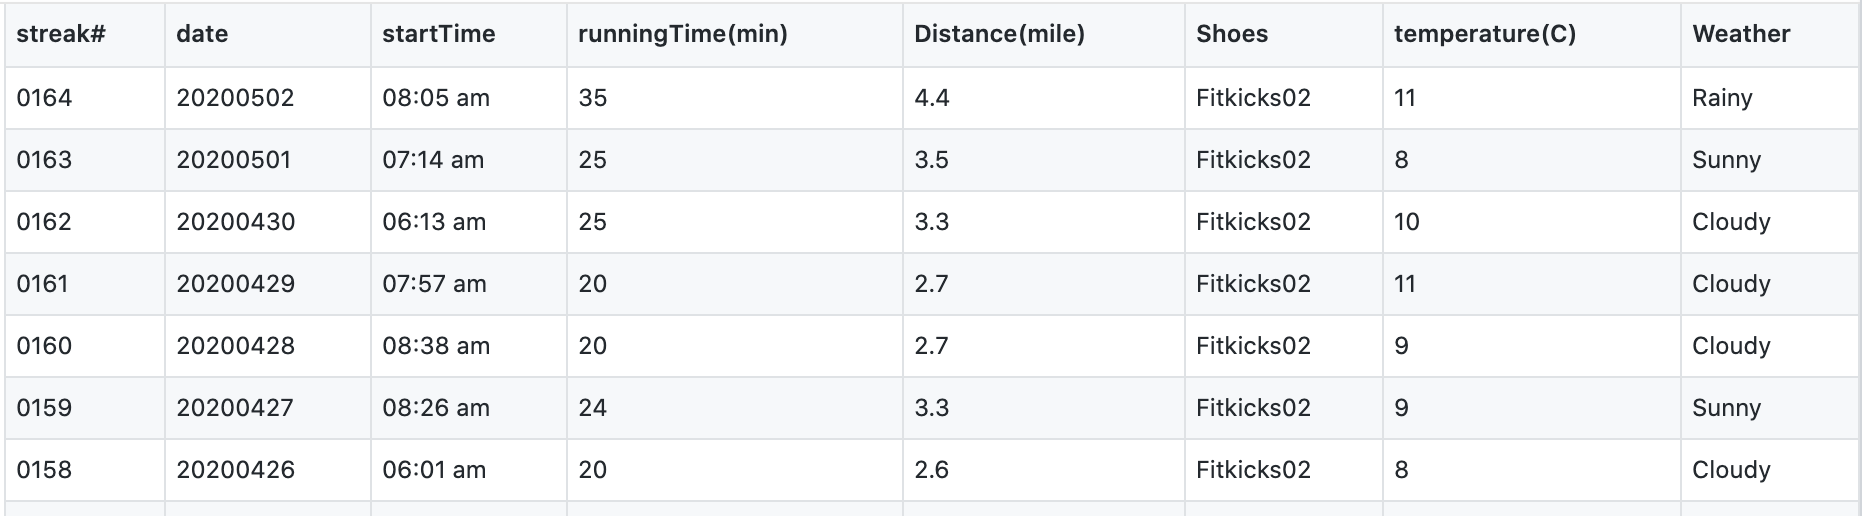 streak# date startTime runningTime(min) Distance(mile) Shoes temperature(C) Weather
0164 20200502 08:05 am 35 4.4 Fitkicks02 11 Rainy
0163 20200501 07:14 am 25 3.5 Fitkicks02 8 Sunny
0162 20200430 06:13 am 25 3.3 Fitkicks02 10 Cloudy
0161 20200429 07:57 am 20 2.7 Fitkicks02 11 Cloudy
0160 20200428 08:38 am 20 2.7 Fitkicks02 9 Cloudy
0159 20200427 08:26 am 24 3.3 Fitkicks02 9 Sunny
0158 20200426 06:01 am 20 2.6 Fitkicks02 8 Cloudy